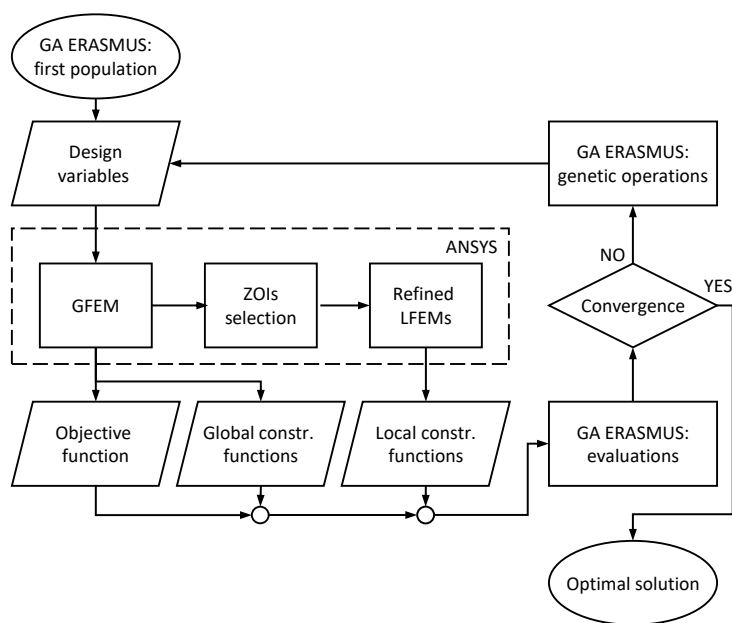 GA ERASMUS:
first population
Design
variables
GA ERASMUS:
genetic operations
ANSYS
GFEM
ZOIs
selection
Refined
LFEMs
NO
YES
Convergence
Objective
function
Global constr.
functions
Local constr.
functions
GA ERASMUS:
evaluations
Optimal solution